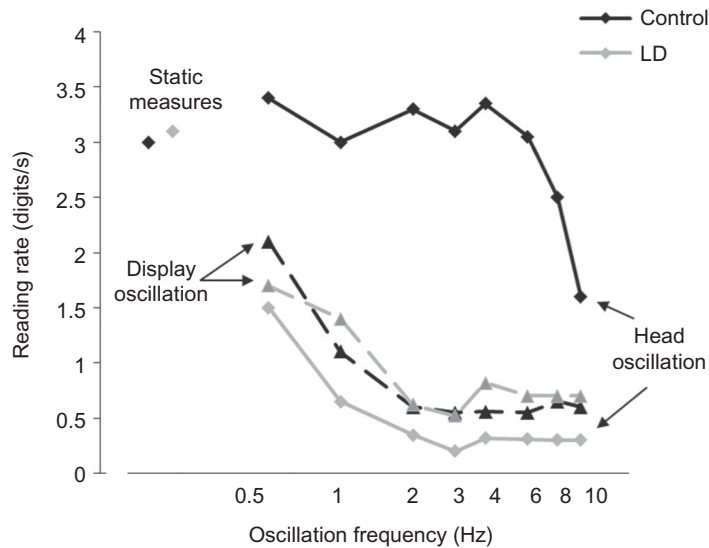 Control
LD
Static
measures
Display
oscillation
Head
oscillation
Reading rate (digits/s)
4
3.5
3
2.5
2
1.5
1
0.5
0
0.5 1 2 3 4 6 8 10
Oscillation frequency (Hz)